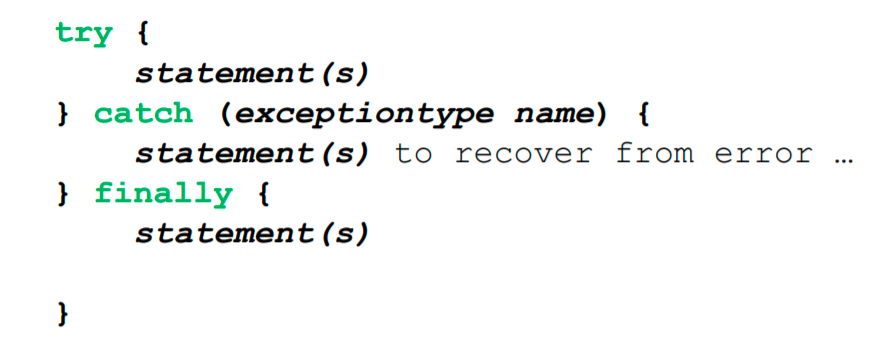 try {
    statement(s)
} catch (exceptiontype name) {
    statement(s) to recover from error …
} finally {
    statement(s)
}